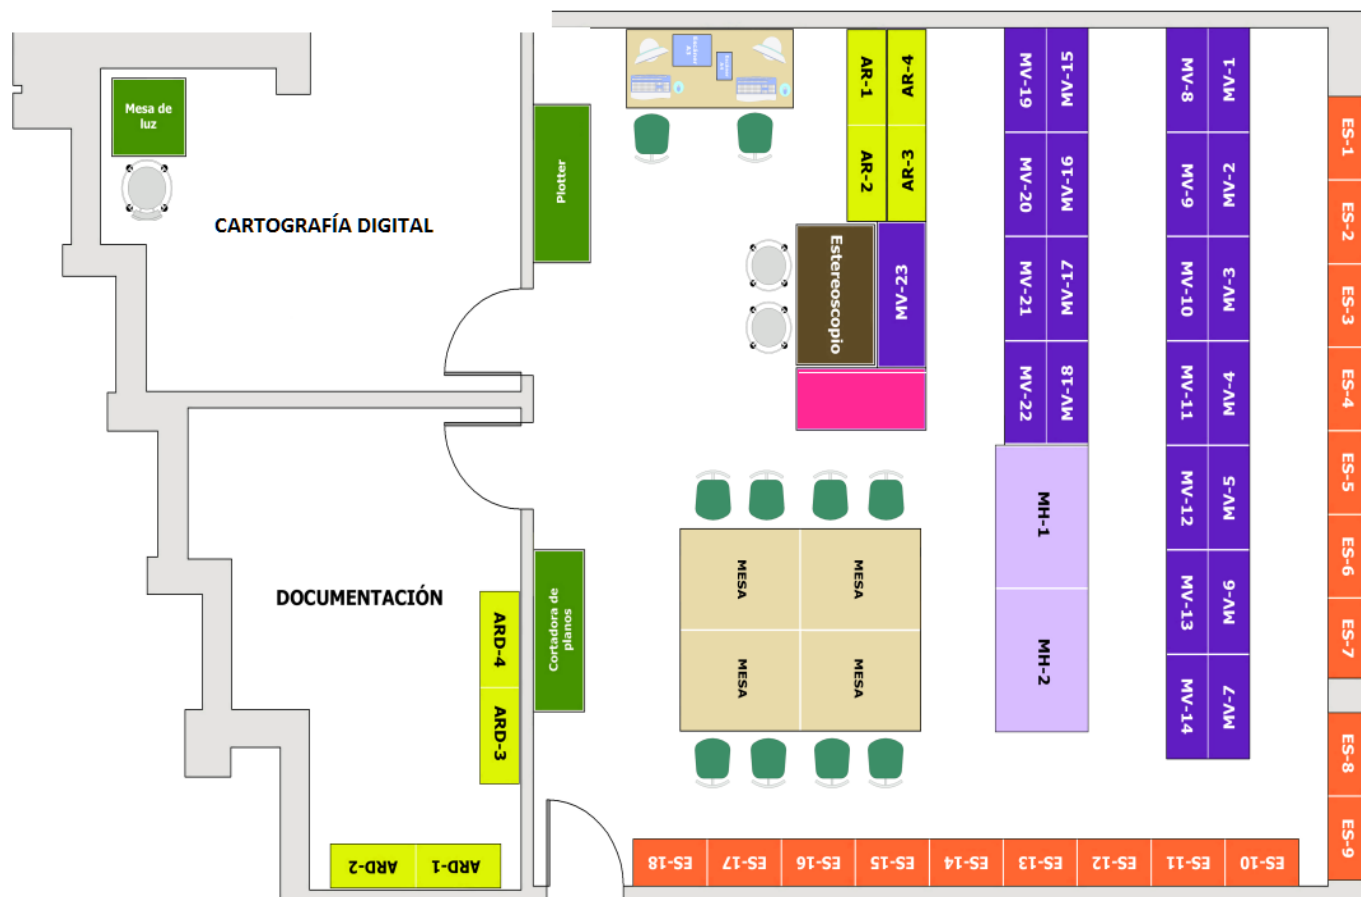 Mesa de
luz
CARTOGRAFÍA DIGITAL
Plotter
AR-1
AR-4
AR-2
AR-3
Estereoscopio
MV-23
MV-19
MV-15
MV-20
MV-16
MV-21
MV-17
MV-22
MV-18
MH-1
MH-2
MV-8
MV-1
MV-9
MV-2
MV-10
MV-3
MV-11
MV-4
MV-12
MV-5
MV-13
MV-6
MV-14
MV-7
ES-1
ES-2
ES-3
ES-4
ES-5
ES-6
ES-7
ES-8
ES-9
DOCUMENTACIÓN
ARD-4
ARD-3
Cortadora de
planos
MESA
MESA
MESA
MESA
ARD-2
ARD-1
ES-18
ES-17
ES-16
ES-15
ES-14
ES-13
ES-12
ES-11
ES-10